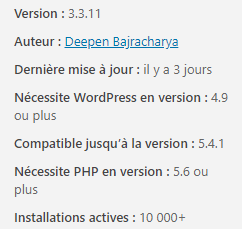 Version : 3.3.11
Auteur : Deepen Bajracharya
Dernière mise à jour : il y a 3 jours
Nécessite WordPress en version : 4.9
ou plus
Compatible jusqu’à la version : 5.4.1
Nécessite PHP en version : 5.6 ou
plus
Installations actives : 10 000+